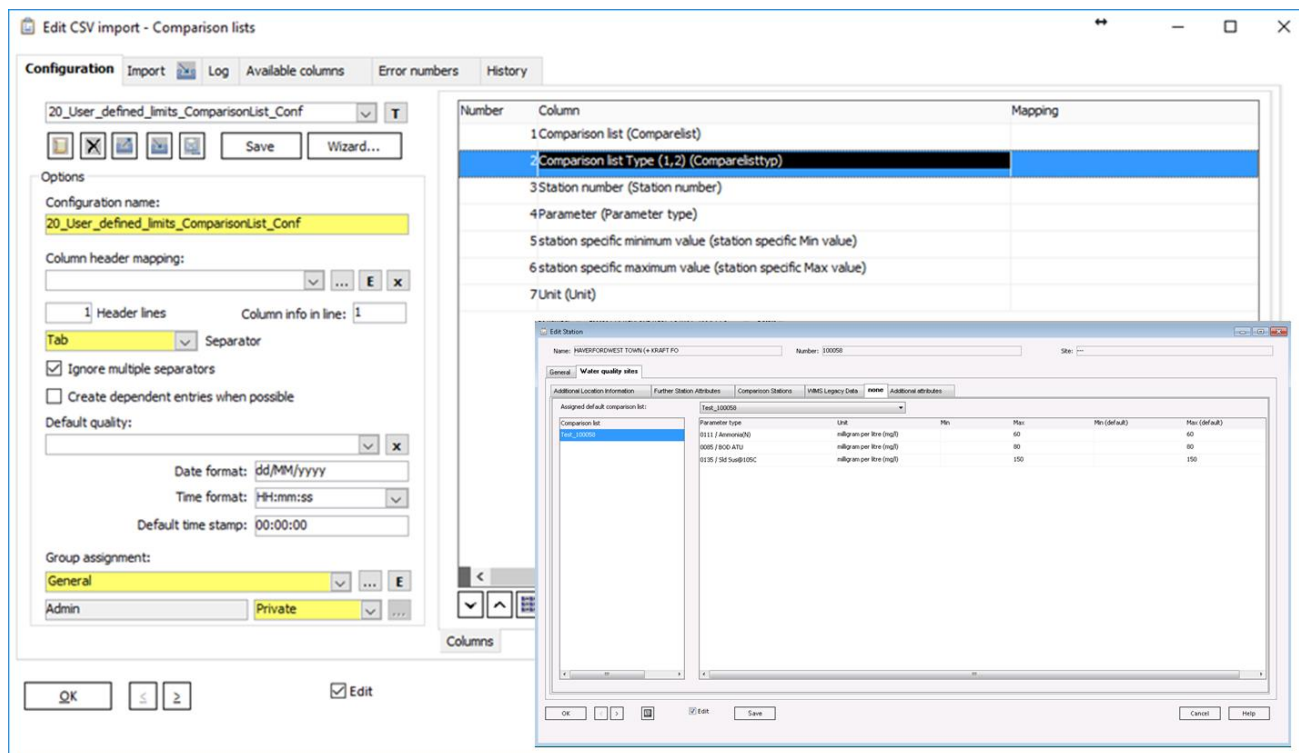 Edit CSV import - Comparison lists
Configuration Import Log Available columns Error numbers History
20_User_defined_limits_ComparisonList_Conf T
Save Wizard...
Options
Configuration name:
20_User_defined_limits_ComparisonList_Conf
Column header mapping:
... E x
1 Header lines Column info in line: 1
Tab Separator
Ignore multiple separators
Create dependent entries when possible
Default quality:
x
Date format: dd/MM/yyyy
Time format: HH:mm:ss
Default time stamp: 00:00:00
Group assignment:
General ... E
Admin Private ...
OK < > Edit
Number Column Mapping
1 Comparison list (Comparelist)
2 Comparison list Type (1,2) (Comparelisttyp)
3 Station number (Station number)
4 Parameter (Parameter type)
5 station specific minimum value (station specific Min value)
6 station specific maximum value (station specific Max value)
7 Unit (Unit)
Columns
Edit Station
Name: HAVERFORDWEST TOWN (+ KRAFT FO Number: 100058 Site: ---
General Water quality sites
Additional Location Information Further Station Attributes Comparison Stations WIMS Legacy Data none Additional attributes
Assigned default comparison list: Test_100058
Comparison list
Test_100058
Parameter type Unit Min Max Min (default) Max (default)
0111 / Ammonia(N) milligram per litre (mg/l) 60 60
0085 / BOD ATU milligram per litre (mg/l) 80 80
0135 / Sld Sus@105C milligram per litre (mg/l) 150 150
OK < > Edit Save Cancel Help